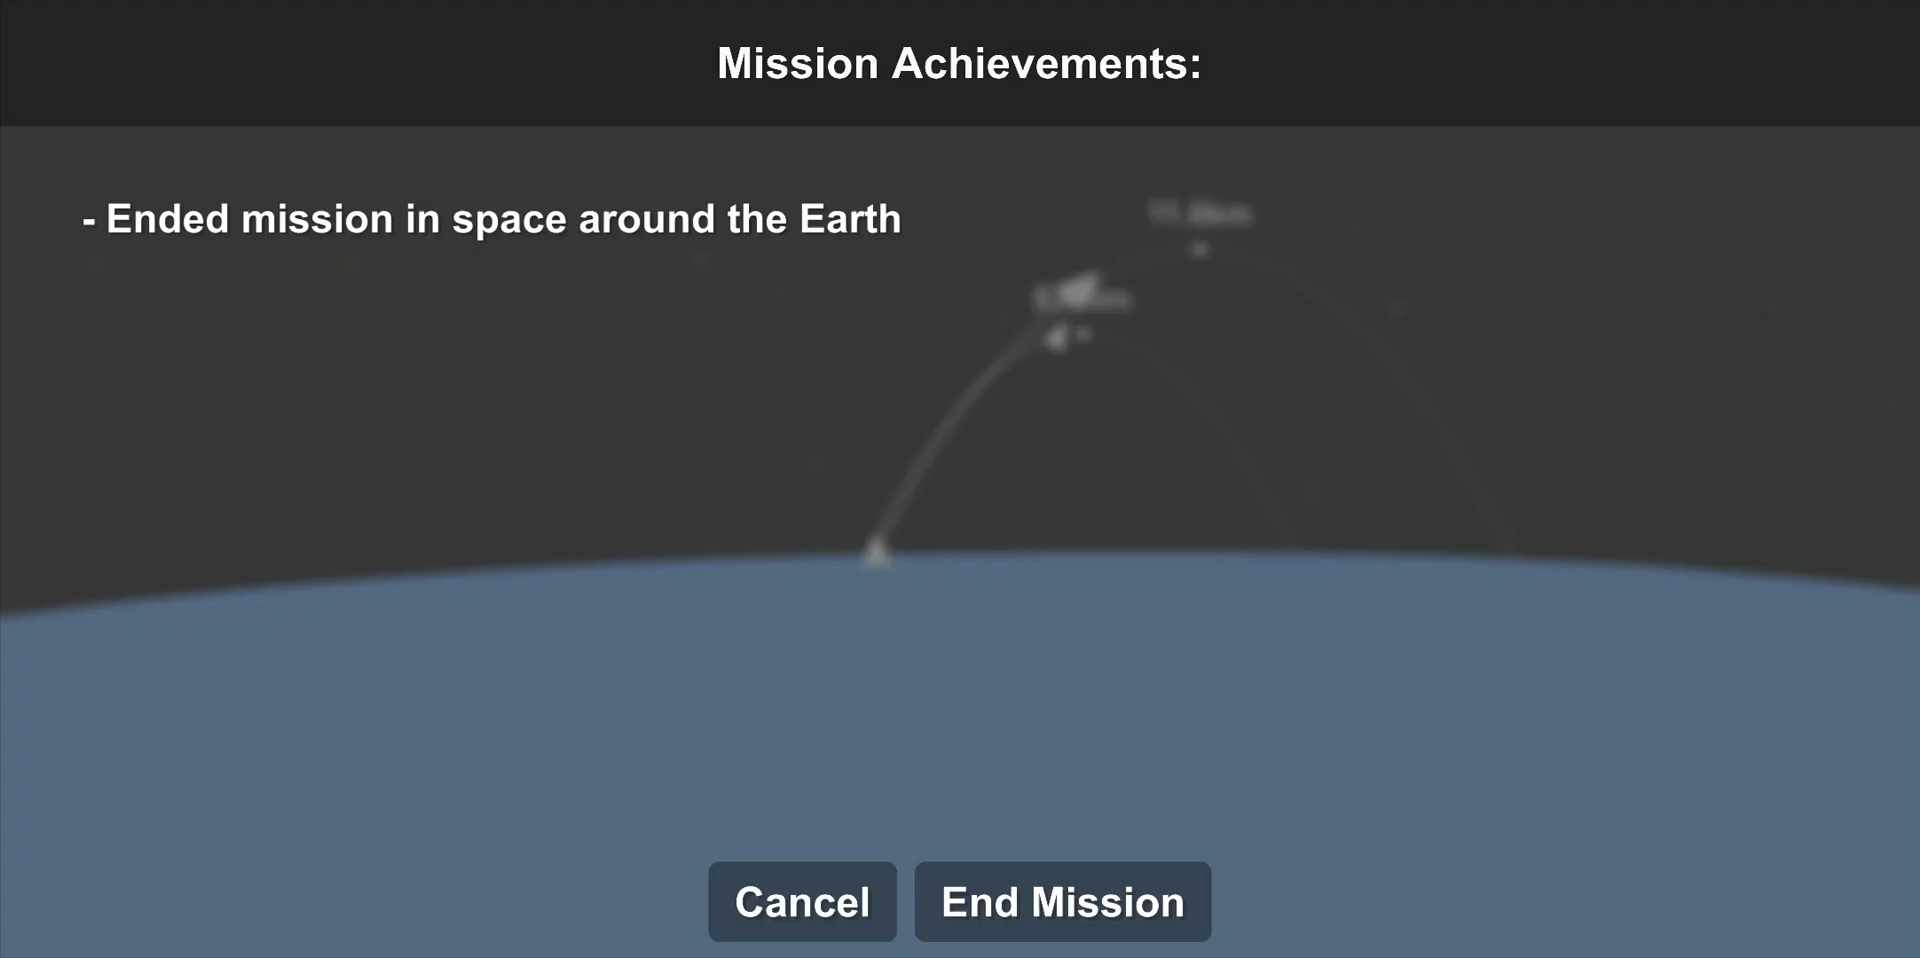 Mission Achievements:
- Ended mission in space around the Earth
Cancel
End Mission